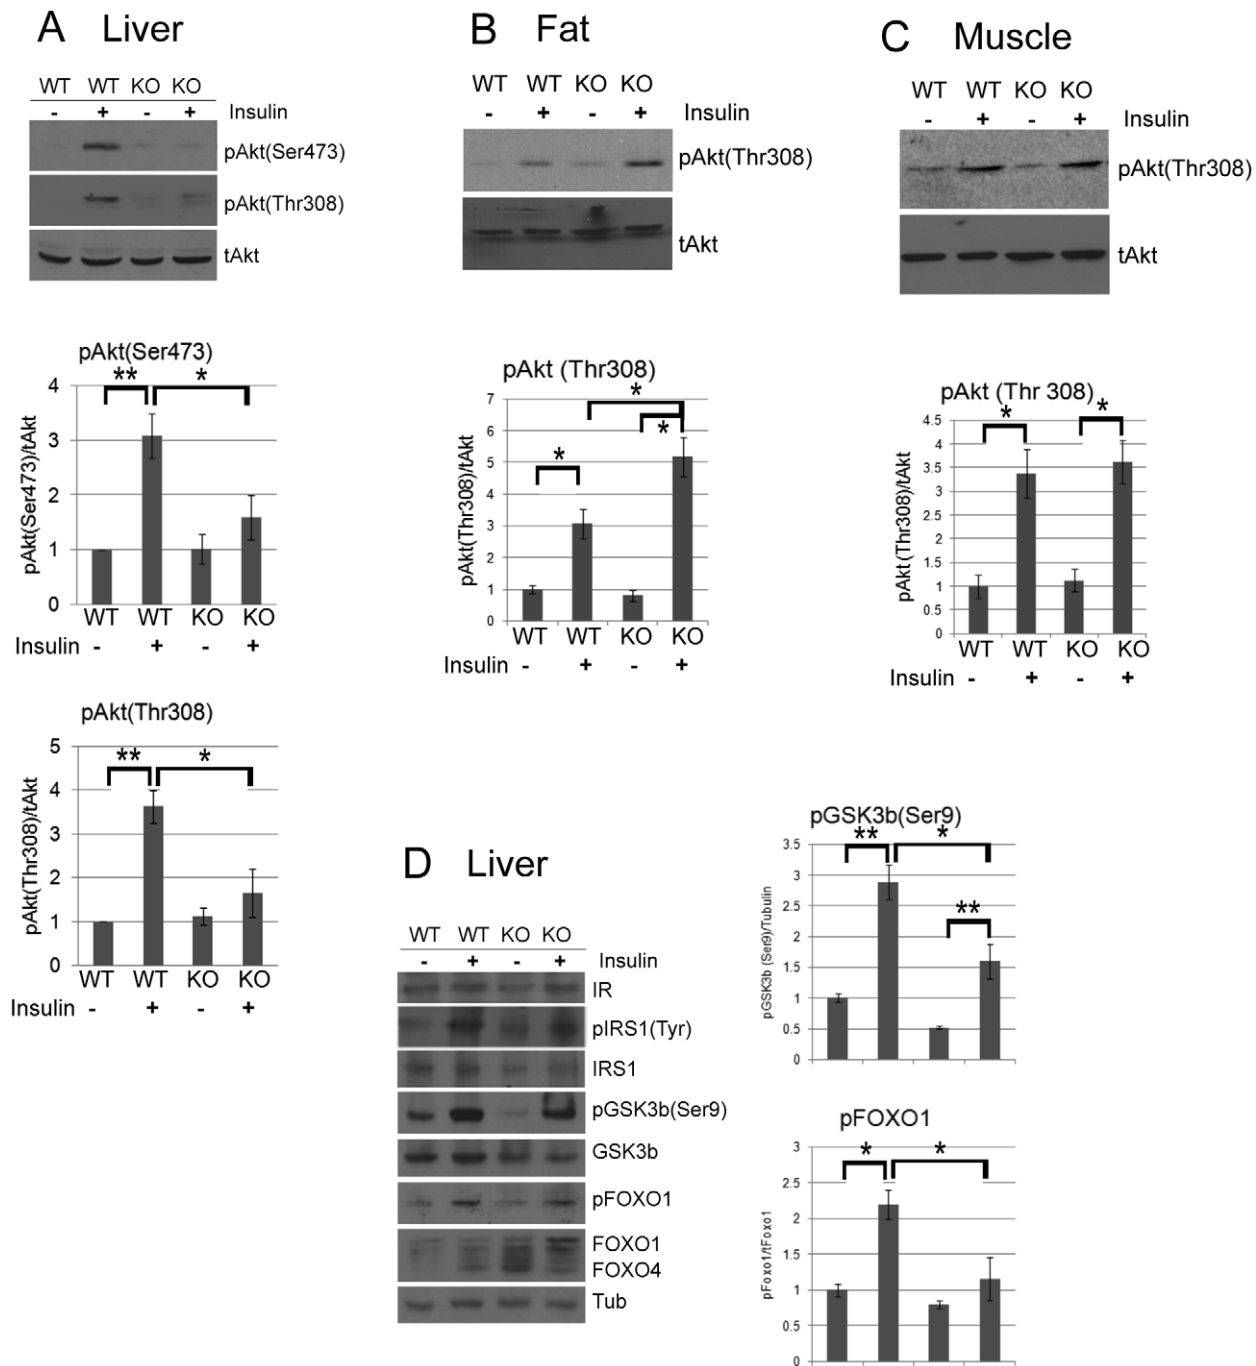 A Liver
WT WT KO KO
- + - + Insulin
pAkt(Ser473)
pAkt(Thr308)
tAkt
pAkt(Ser473)
** *
pAkt(Ser473)/tAkt
4
3
2
1
0
WT WT KO KO
Insulin - + - +
pAkt(Thr308)
** *
pAkt(Thr308)/tAkt
5
4
3
2
1
0
WT WT KO KO
Insulin - + - +
B Fat
WT WT KO KO
- + - + Insulin
pAkt(Thr308)
tAkt
pAkt (Thr308)
*
*
*
pAkt(Thr308)/tAkt
7
6
5
4
3
2
1
0
WT WT KO KO
Insulin - + - +
C Muscle
WT WT KO KO
- + - + Insulin
pAkt(Thr308)
tAkt
pAkt (Thr 308)
* *
pAkt (Thr308)/tAkt
4.5
4
3.5
3
2.5
2
1.5
1
0.5
0
WT WT KO KO
Insulin - + - +
D Liver
WT WT KO KO
- + - + Insulin
IR
pIRS1(Tyr)
IRS1
pGSK3b(Ser9)
GSK3b
pFOXO1
FOXO1
FOXO4
Tub
pGSK3b(Ser9)
** *
**
pGSK3b (Ser9)/Tubulin
3.5
3
2.5
2
1.5
1
0.5
0
pFOXO1
* *
pFoxo1/tFoxo1
3
2.5
2
1.5
1
0.5
0